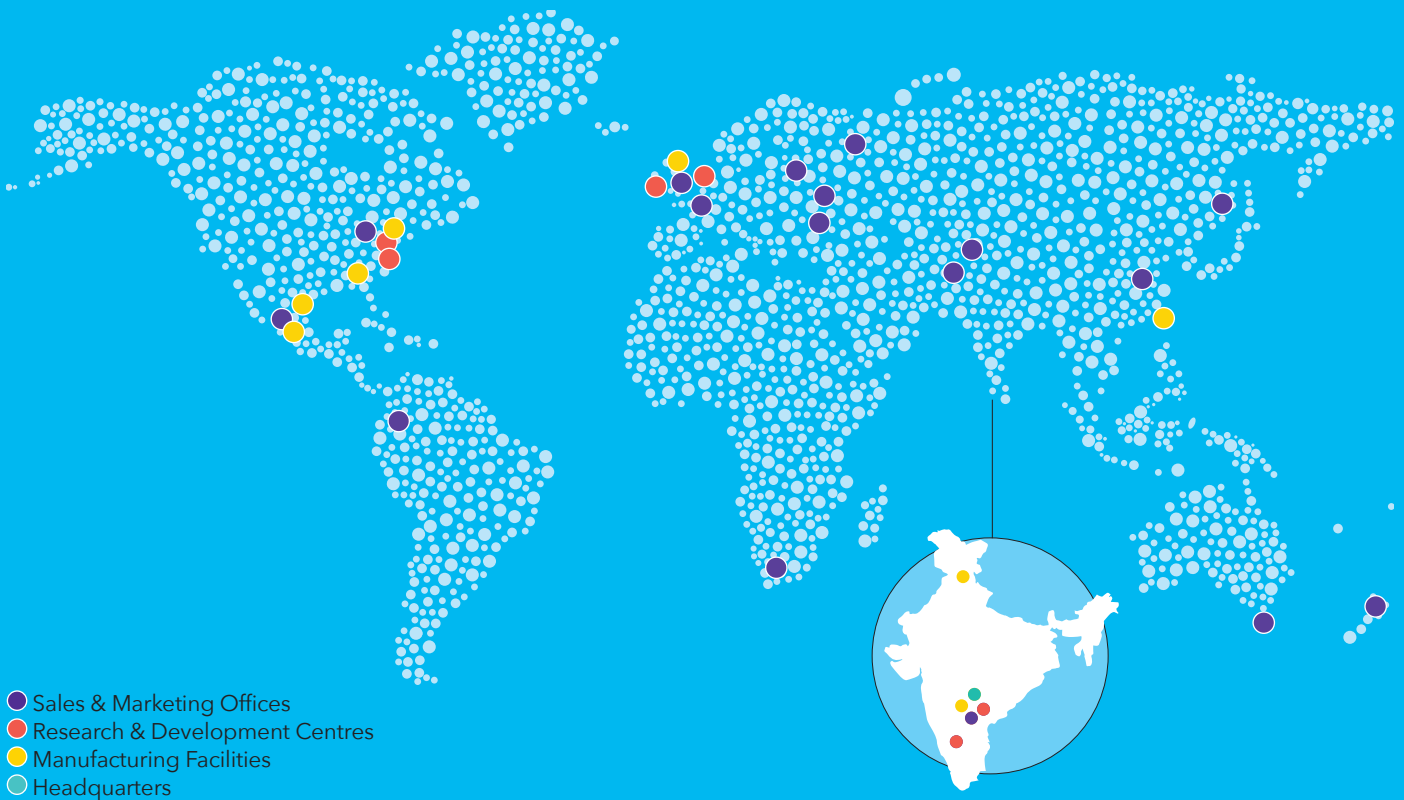 Sales & Marketing Offices
Research & Development Centres
Manufacturing Facilities
Headquarters